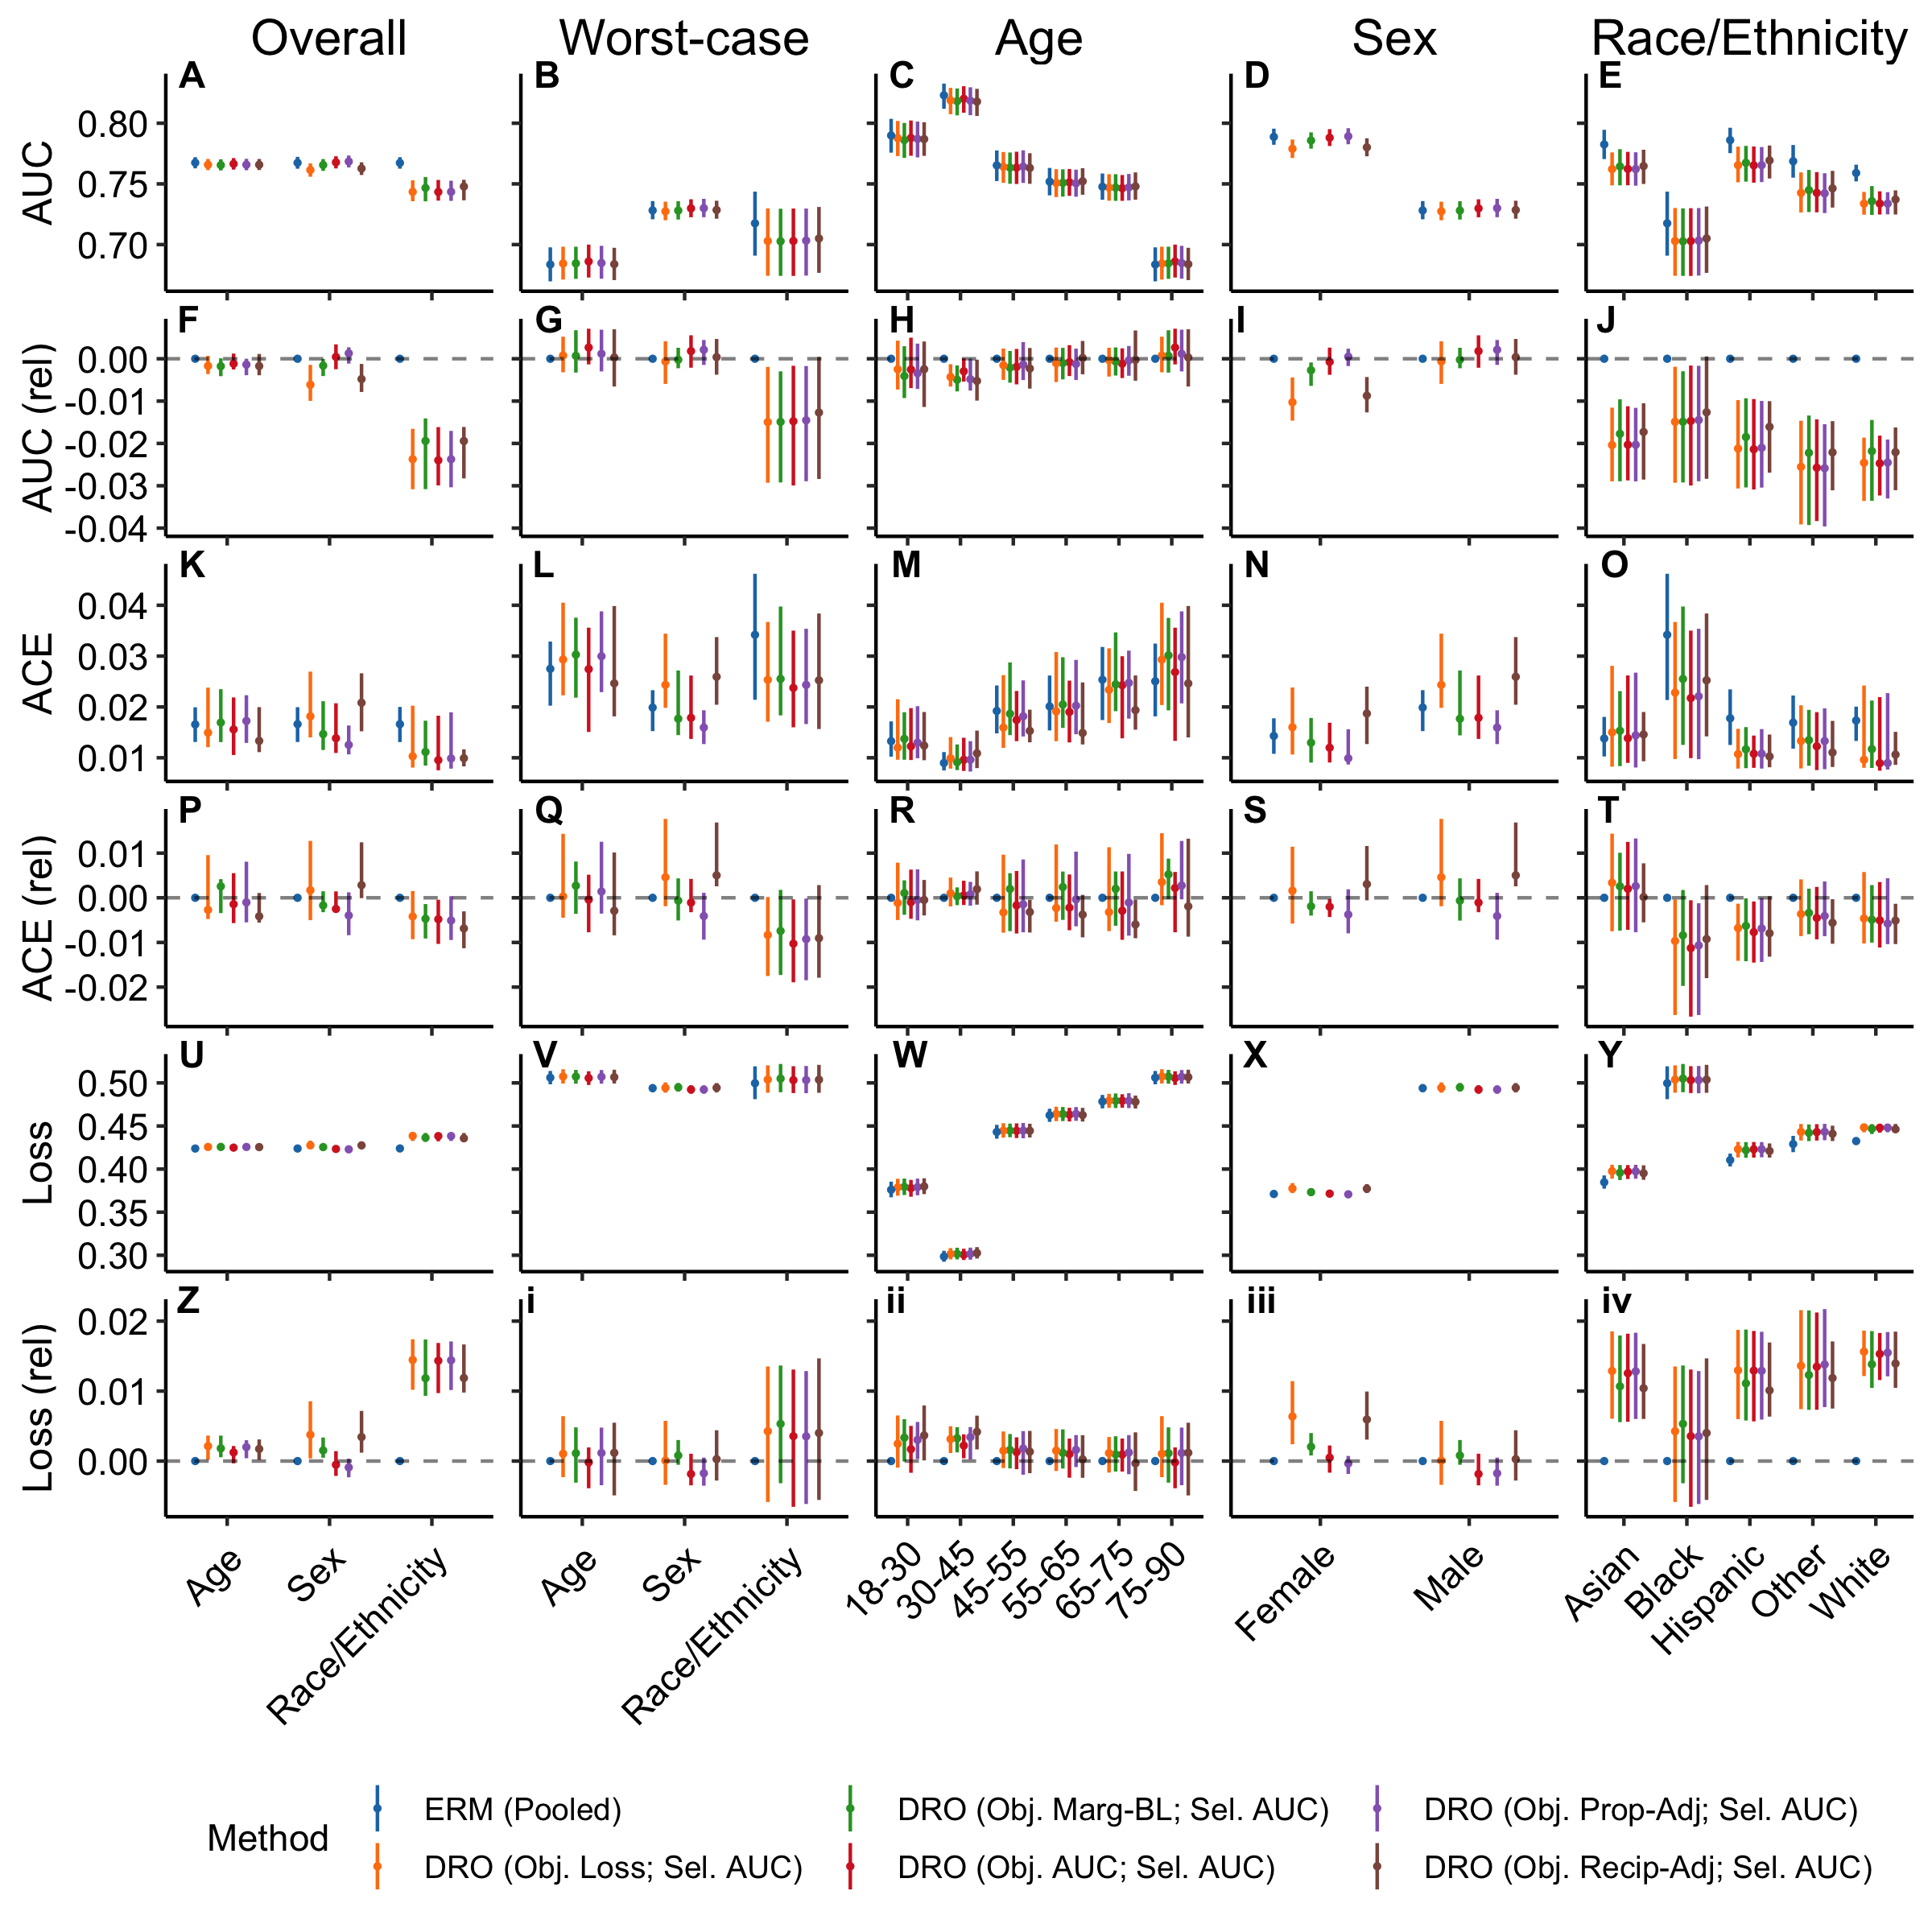 Overall Worst-case Age Sex Race/Ethnicity
A B C D E
AUC
0.80
0.75
0.70
F G H I J
AUC (rel)
0.00
-0.01
-0.02
-0.03
-0.04
K L M N O
ACE
0.04
0.03
0.02
0.01
P Q R S T
ACE (rel)
0.01
0.00
-0.01
-0.02
U V W X Y
Loss
0.50
0.45
0.40
0.35
0.30
Z i ii iii iv
Loss (rel)
0.02
0.01
0.00
Age Sex Race/Ethnicity Age Sex Race/Ethnicity 18-30 30-45 45-55 55-65 65-75 75-90 Female Male Asian Black Hispanic Other White
Method
ERM (Pooled) DRO (Obj. Marg-BL; Sel. AUC) DRO (Obj. Prop-Adj; Sel. AUC)
DRO (Obj. Loss; Sel. AUC) DRO (Obj. AUC; Sel. AUC) DRO (Obj. Recip-Adj; Sel. AUC)